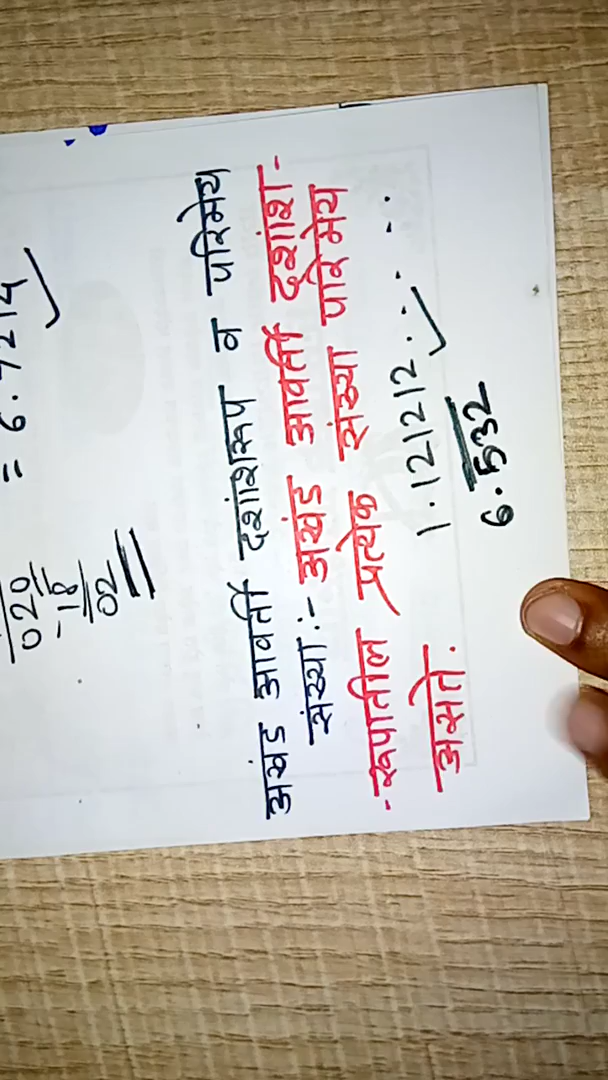 = 6.7214
020
-18
02
अखंड आवर्ती दशांशरूप व परिमेय
संख्या :- अखंड आवर्ती दशांश-
-रूपातील प्रत्येक संख्या परिमेय
असते. 1.121212.......
6.532